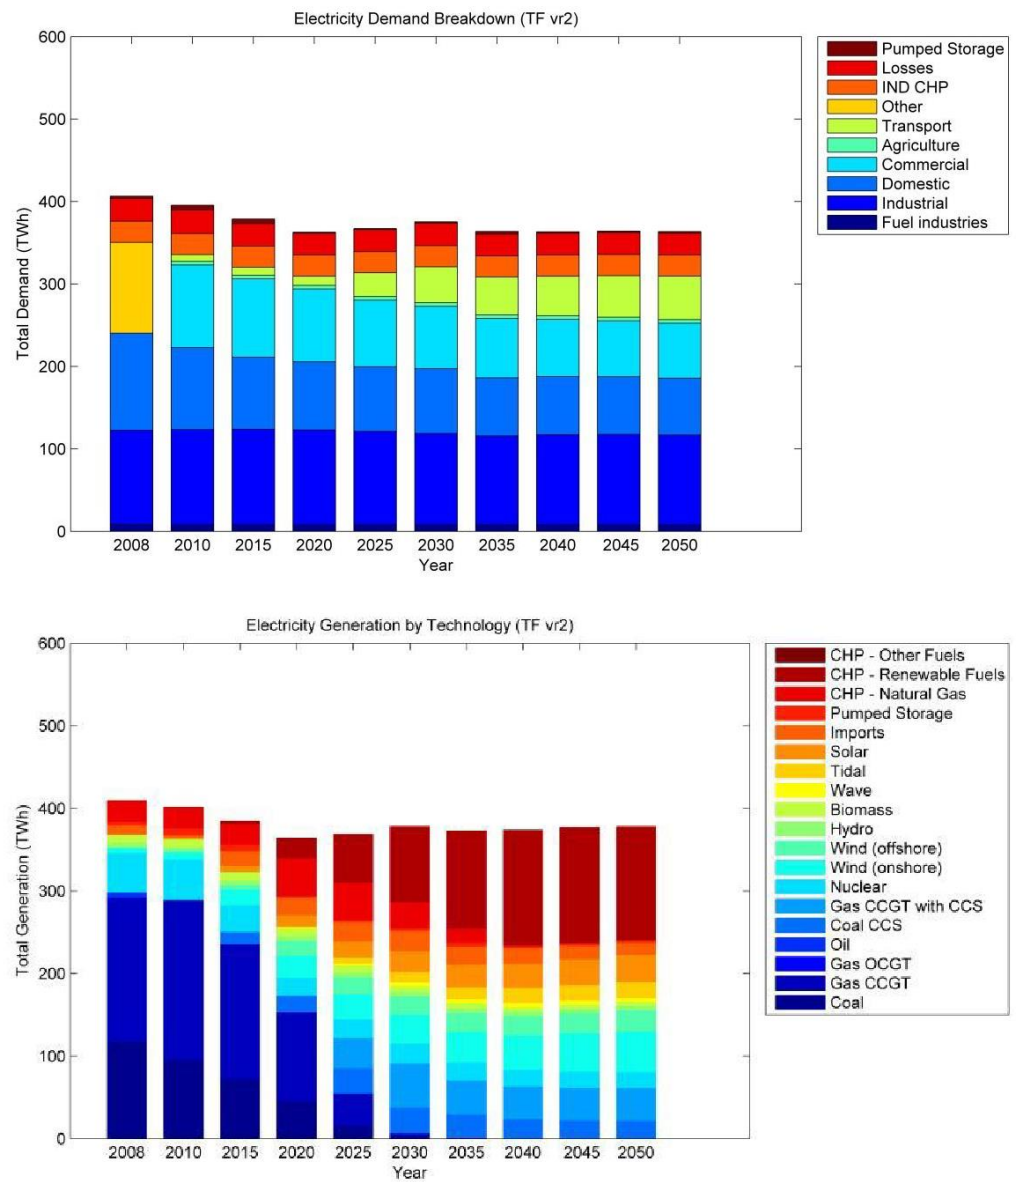 Electricity Demand Breakdown (TF vr2)
600
500
400
300
200
100
0
Total Demand (TWh)
2008 2010 2015 2020 2025 2030 2035 2040 2045 2050
Year
Pumped Storage
Losses
IND CHP
Other
Transport
Agriculture
Commercial
Domestic
Industrial
Fuel industries
Electricity Generation by Technology (TF vr2)
600
500
400
300
200
100
0
Total Generation (TWh)
2008 2010 2015 2020 2025 2030 2035 2040 2045 2050
Year
CHP - Other Fuels
CHP - Renewable Fuels
CHP - Natural Gas
Pumped Storage
Imports
Solar
Tidal
Wave
Biomass
Hydro
Wind (offshore)
Wind (onshore)
Nuclear
Gas CCGT with CCS
Coal CCS
Oil
Gas OCGT
Gas CCGT
Coal